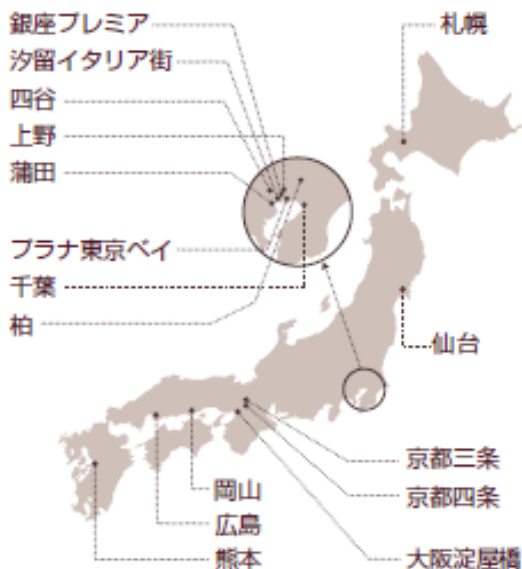 銀座プレミア
汐留イタリア街
四谷
上野
蒲田
プラナ東京ベイ
千葉
柏
札幌
仙台
京都三条
京都四条
大阪淀屋橋
岡山
広島
熊本